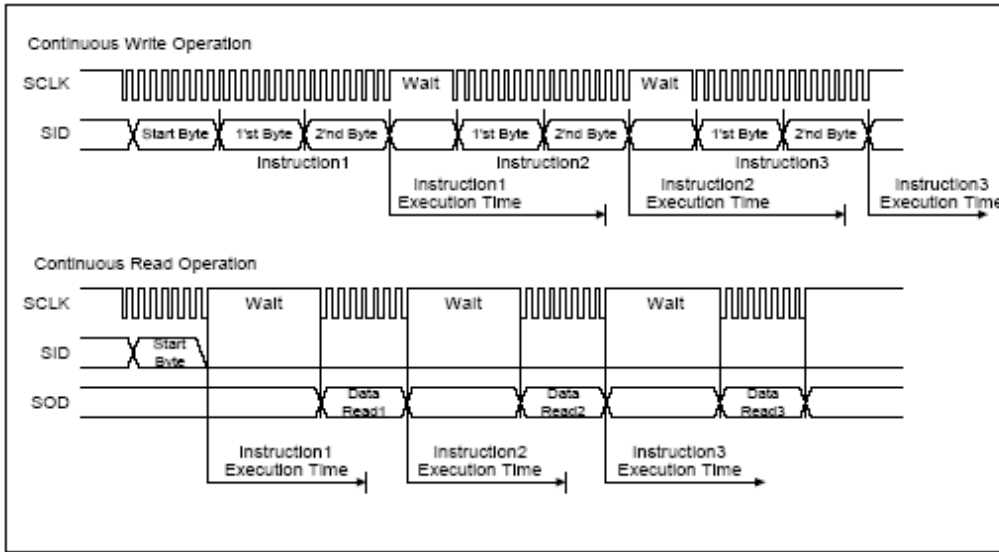 Continuous Write Operation
SCLK
Wait
Wait
SID
Start Byte
1'st Byte
2'nd Byte
1'st Byte
2'nd Byte
1'st Byte
2'nd Byte
Instruction1
Instruction2
Instruction3
Instruction1
Execution Time
Instruction2
Execution Time
Instruction3
Execution Time
Continuous Read Operation
SCLK
Wait
Wait
Wait
SID
Start
Byte
SOD
Data
Read1
Data
Read2
Data
Read3
Instruction1
Execution Time
Instruction2
Execution Time
Instruction3
Execution Time